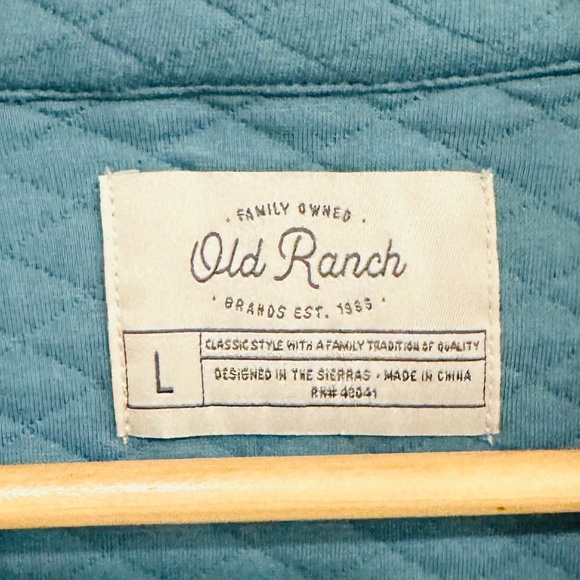 · FAMILY OWNED ·
Old Ranch
· BRANDS EST. 1985 ·
L
CLASSIC STYLE WITH A FAMILY TRADITION OF QUALITY
DESIGNED IN THE SIERRAS · MADE IN CHINA
RN# 48041